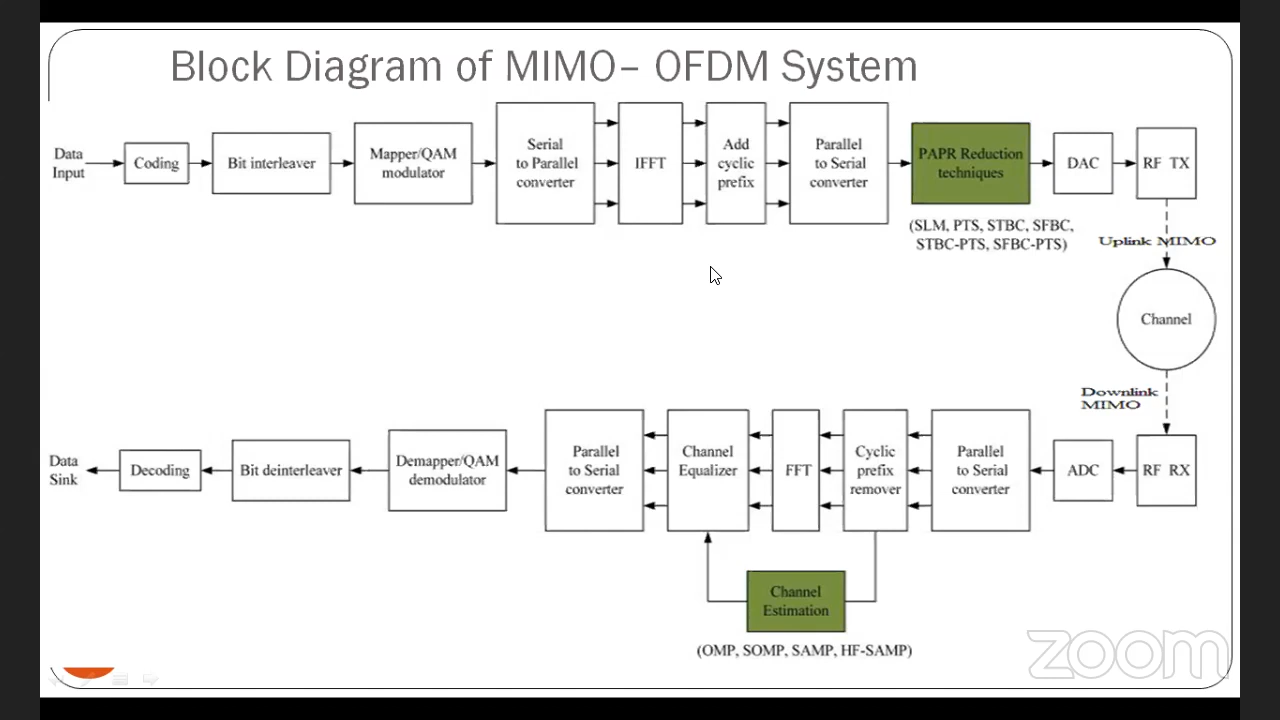 Block Diagram of MIMO– OFDM System
Data
Input
Coding
Bit interleaver
Mapper/QAM
modulator
Serial
to Parallel
converter
IFFT
Add
cyclic
prefix
Parallel
to Serial
converter
PAPR Reduction
techniques
DAC
RF TX
(SLM, PTS, STBC, SFBC,
STBC-PTS, SFBC-PTS)
Uplink MIMO
Channel
Downlink
MIMO
Data
Sink
Decoding
Bit deinterleaver
Demapper/QAM
demodulator
Parallel
to Serial
converter
Channel
Equalizer
FFT
Cyclic
prefix
remover
Parallel
to Serial
converter
ADC
RF RX
Channel
Estimation
(OMP, SOMP, SAMP, HF-SAMP)
zoom